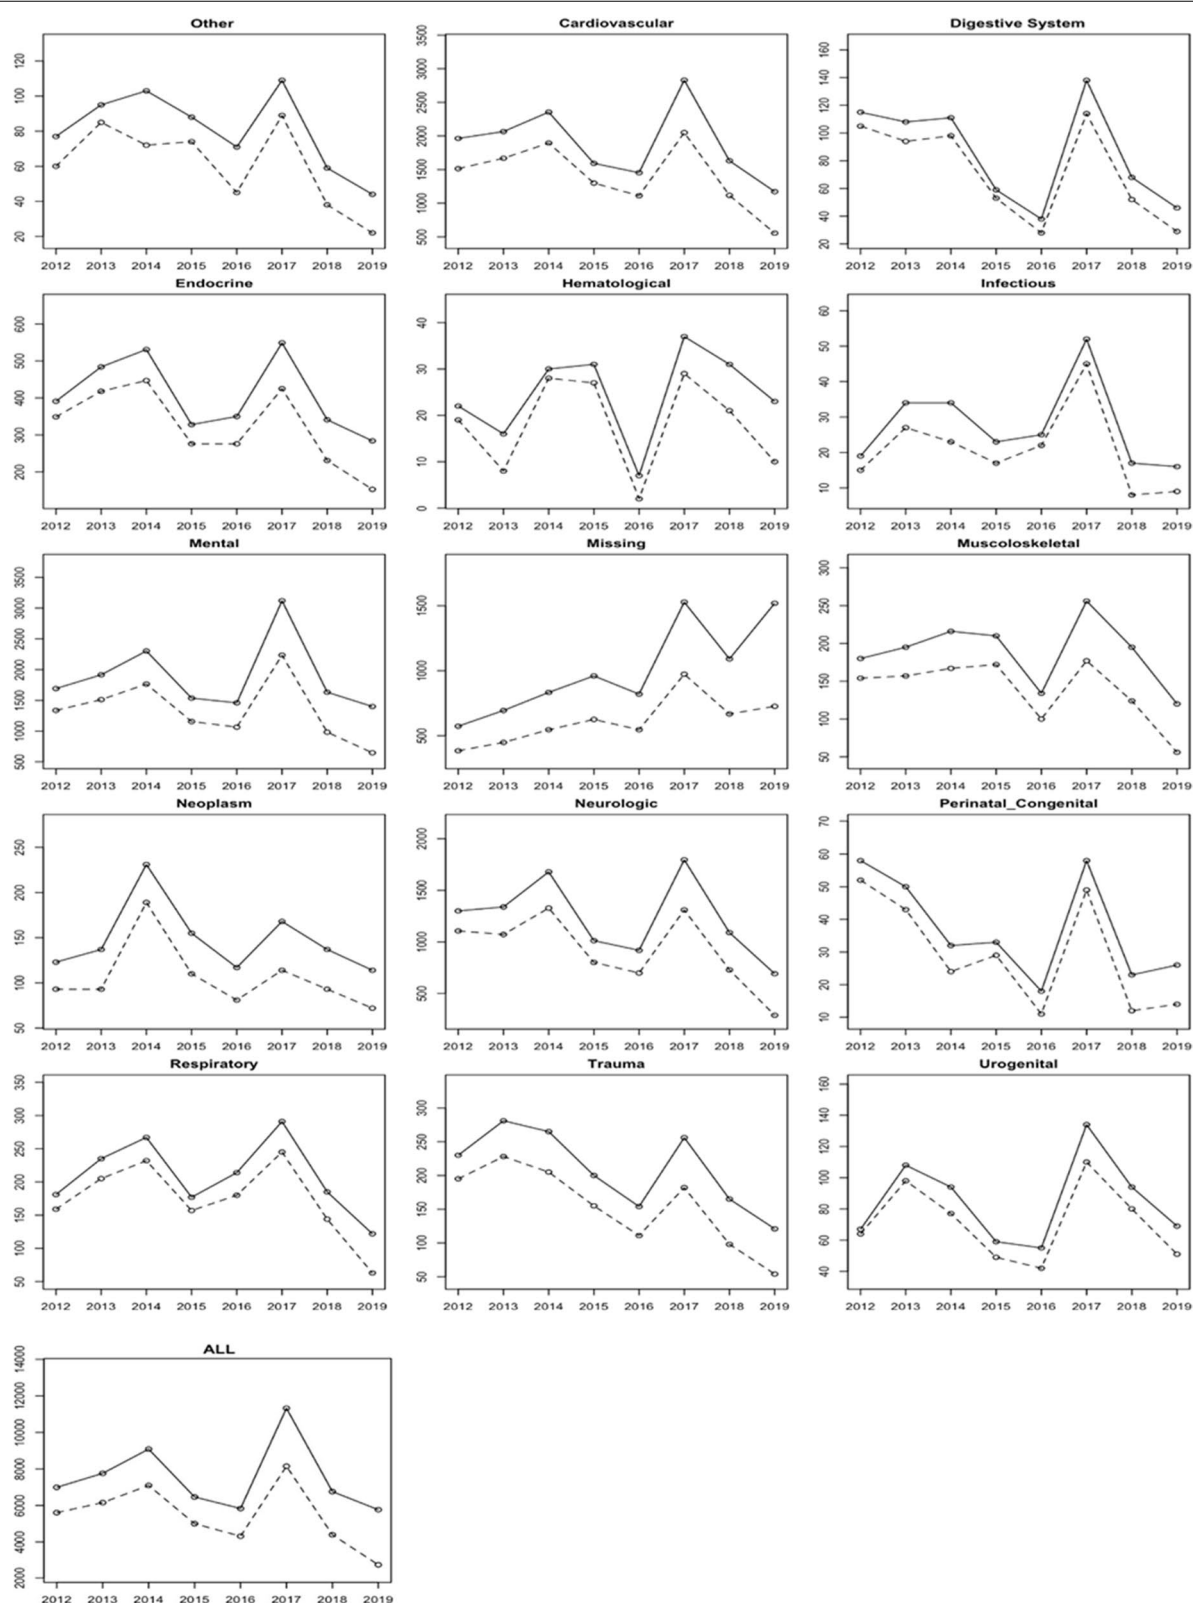 Other Cardiovascular Digestive System
120 3500 160
100 3000 140
80 2500 120
60 2000 100
40 1500 80
20 1000 60
500 40
20
2012 2013 2014 2015 2016 2017 2018 2019 2012 2013 2014 2015 2016 2017 2018 2019 2012 2013 2014 2015 2016 2017 2018 2019
Endocrine Hematological Infectious
600 40 60
500 30 50
400 20 40
300 10 30
200 0 20
10
2012 2013 2014 2015 2016 2017 2018 2019 2012 2013 2014 2015 2016 2017 2018 2019 2012 2013 2014 2015 2016 2017 2018 2019
Mental Missing Muscoloskeletal
3500 1500 300
3000 1000 250
2500 500 200
2000 150
1500 100
1000 50
500
2012 2013 2014 2015 2016 2017 2018 2019 2012 2013 2014 2015 2016 2017 2018 2019 2012 2013 2014 2015 2016 2017 2018 2019
Neoplasm Neurologic Perinatal_Congenital
250 2000 70
200 1500 60
150 1000 50
100 500 40
50 30
20
10
2012 2013 2014 2015 2016 2017 2018 2019 2012 2013 2014 2015 2016 2017 2018 2019 2012 2013 2014 2015 2016 2017 2018 2019
Respiratory Trauma Urogenital
350 300 160
300 250 140
250 200 120
200 150 100
150 100 80
100 50 60
50 40
2012 2013 2014 2015 2016 2017 2018 2019 2012 2013 2014 2015 2016 2017 2018 2019 2012 2013 2014 2015 2016 2017 2018 2019
ALL
14000
12000
10000
8000
6000
4000
2000
2012 2013 2014 2015 2016 2017 2018 2019